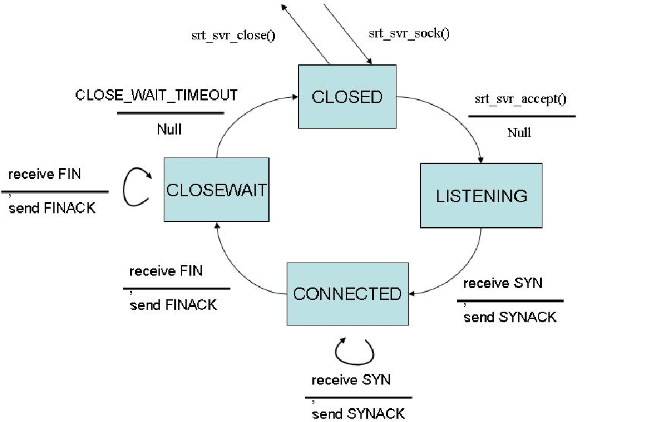 srt_svr_close()
srt_svr_sock()
CLOSE_WAIT_TIMEOUT
Null
CLOSED
srt_svr_accept()
Null
receive FIN
, send FINACK
CLOSEWAIT
LISTENING
receive FIN
, send FINACK
CONNECTED
receive SYN
, send SYNACK
receive SYN
, send SYNACK